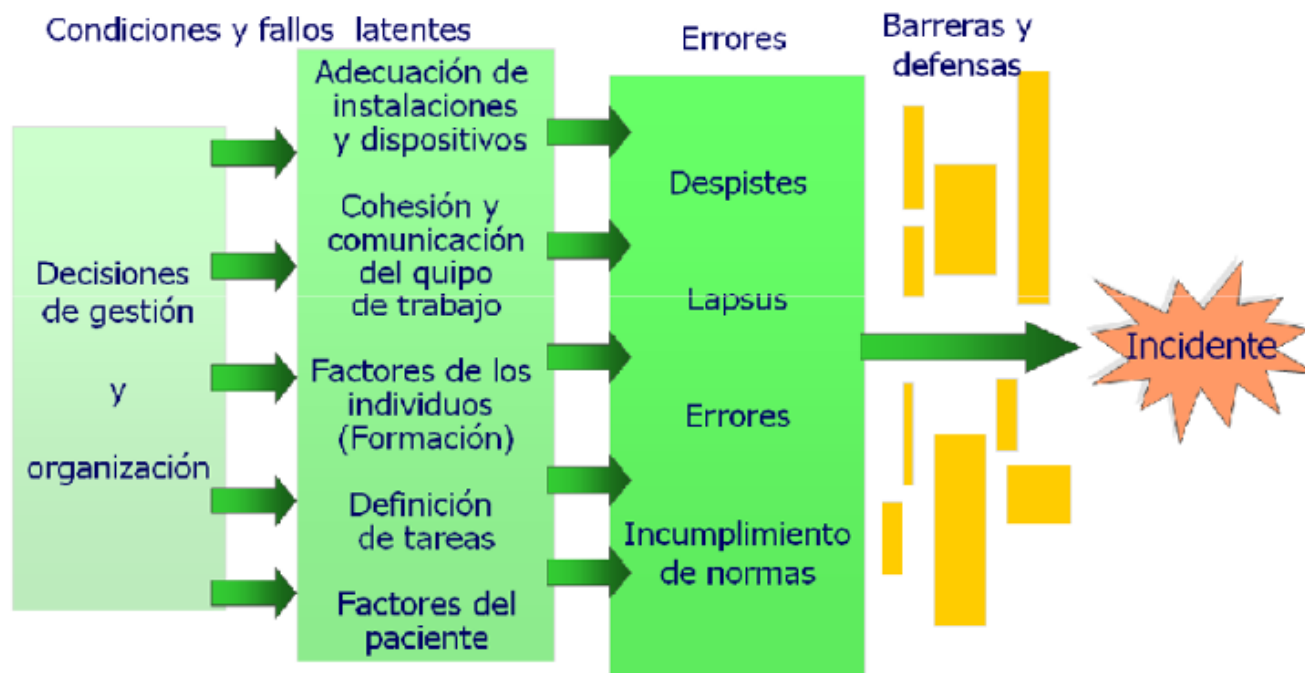 Condiciones y fallos latentes
Errores
Barreras y
defensas
Decisiones
de gestión
y
organización
Adecuación de
instalaciones
y dispositivos
Cohesión y
comunicación
del quipo
de trabajo
Factores de los
individuos
(Formación)
Definición
de tareas
Factores del
paciente
Despistes
Lapsus
Errores
Incumplimiento
de normas
Incidente